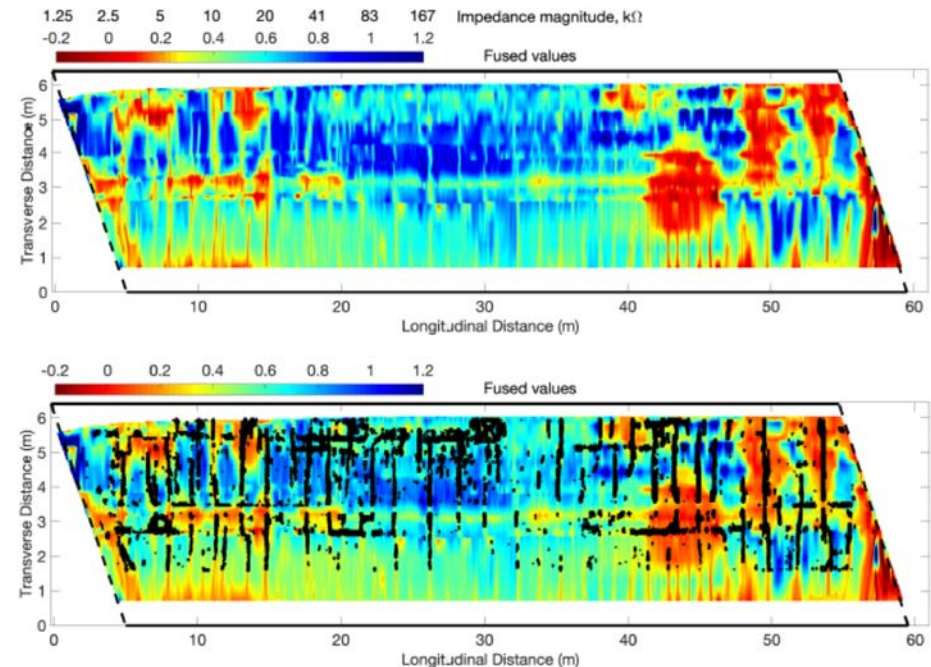 1.25 2.5 5 10 20 41 83 167 Impedance magnitude, kΩ
-0.2 0 0.2 0.4 0.6 0.8 1 1.2 Fused values
6
5
4
3
2
1
0
Transverse Distance (m)
0 10 20 30 40 50 60
Longitudinal Distance (m)
-0.2 0 0.2 0.4 0.6 0.8 1 1.2
Fused values
6
5
4
3
2
1
0
Transverse Distance (m)
0 10 20 30 40 50 60
Longitudinal Distance (m)